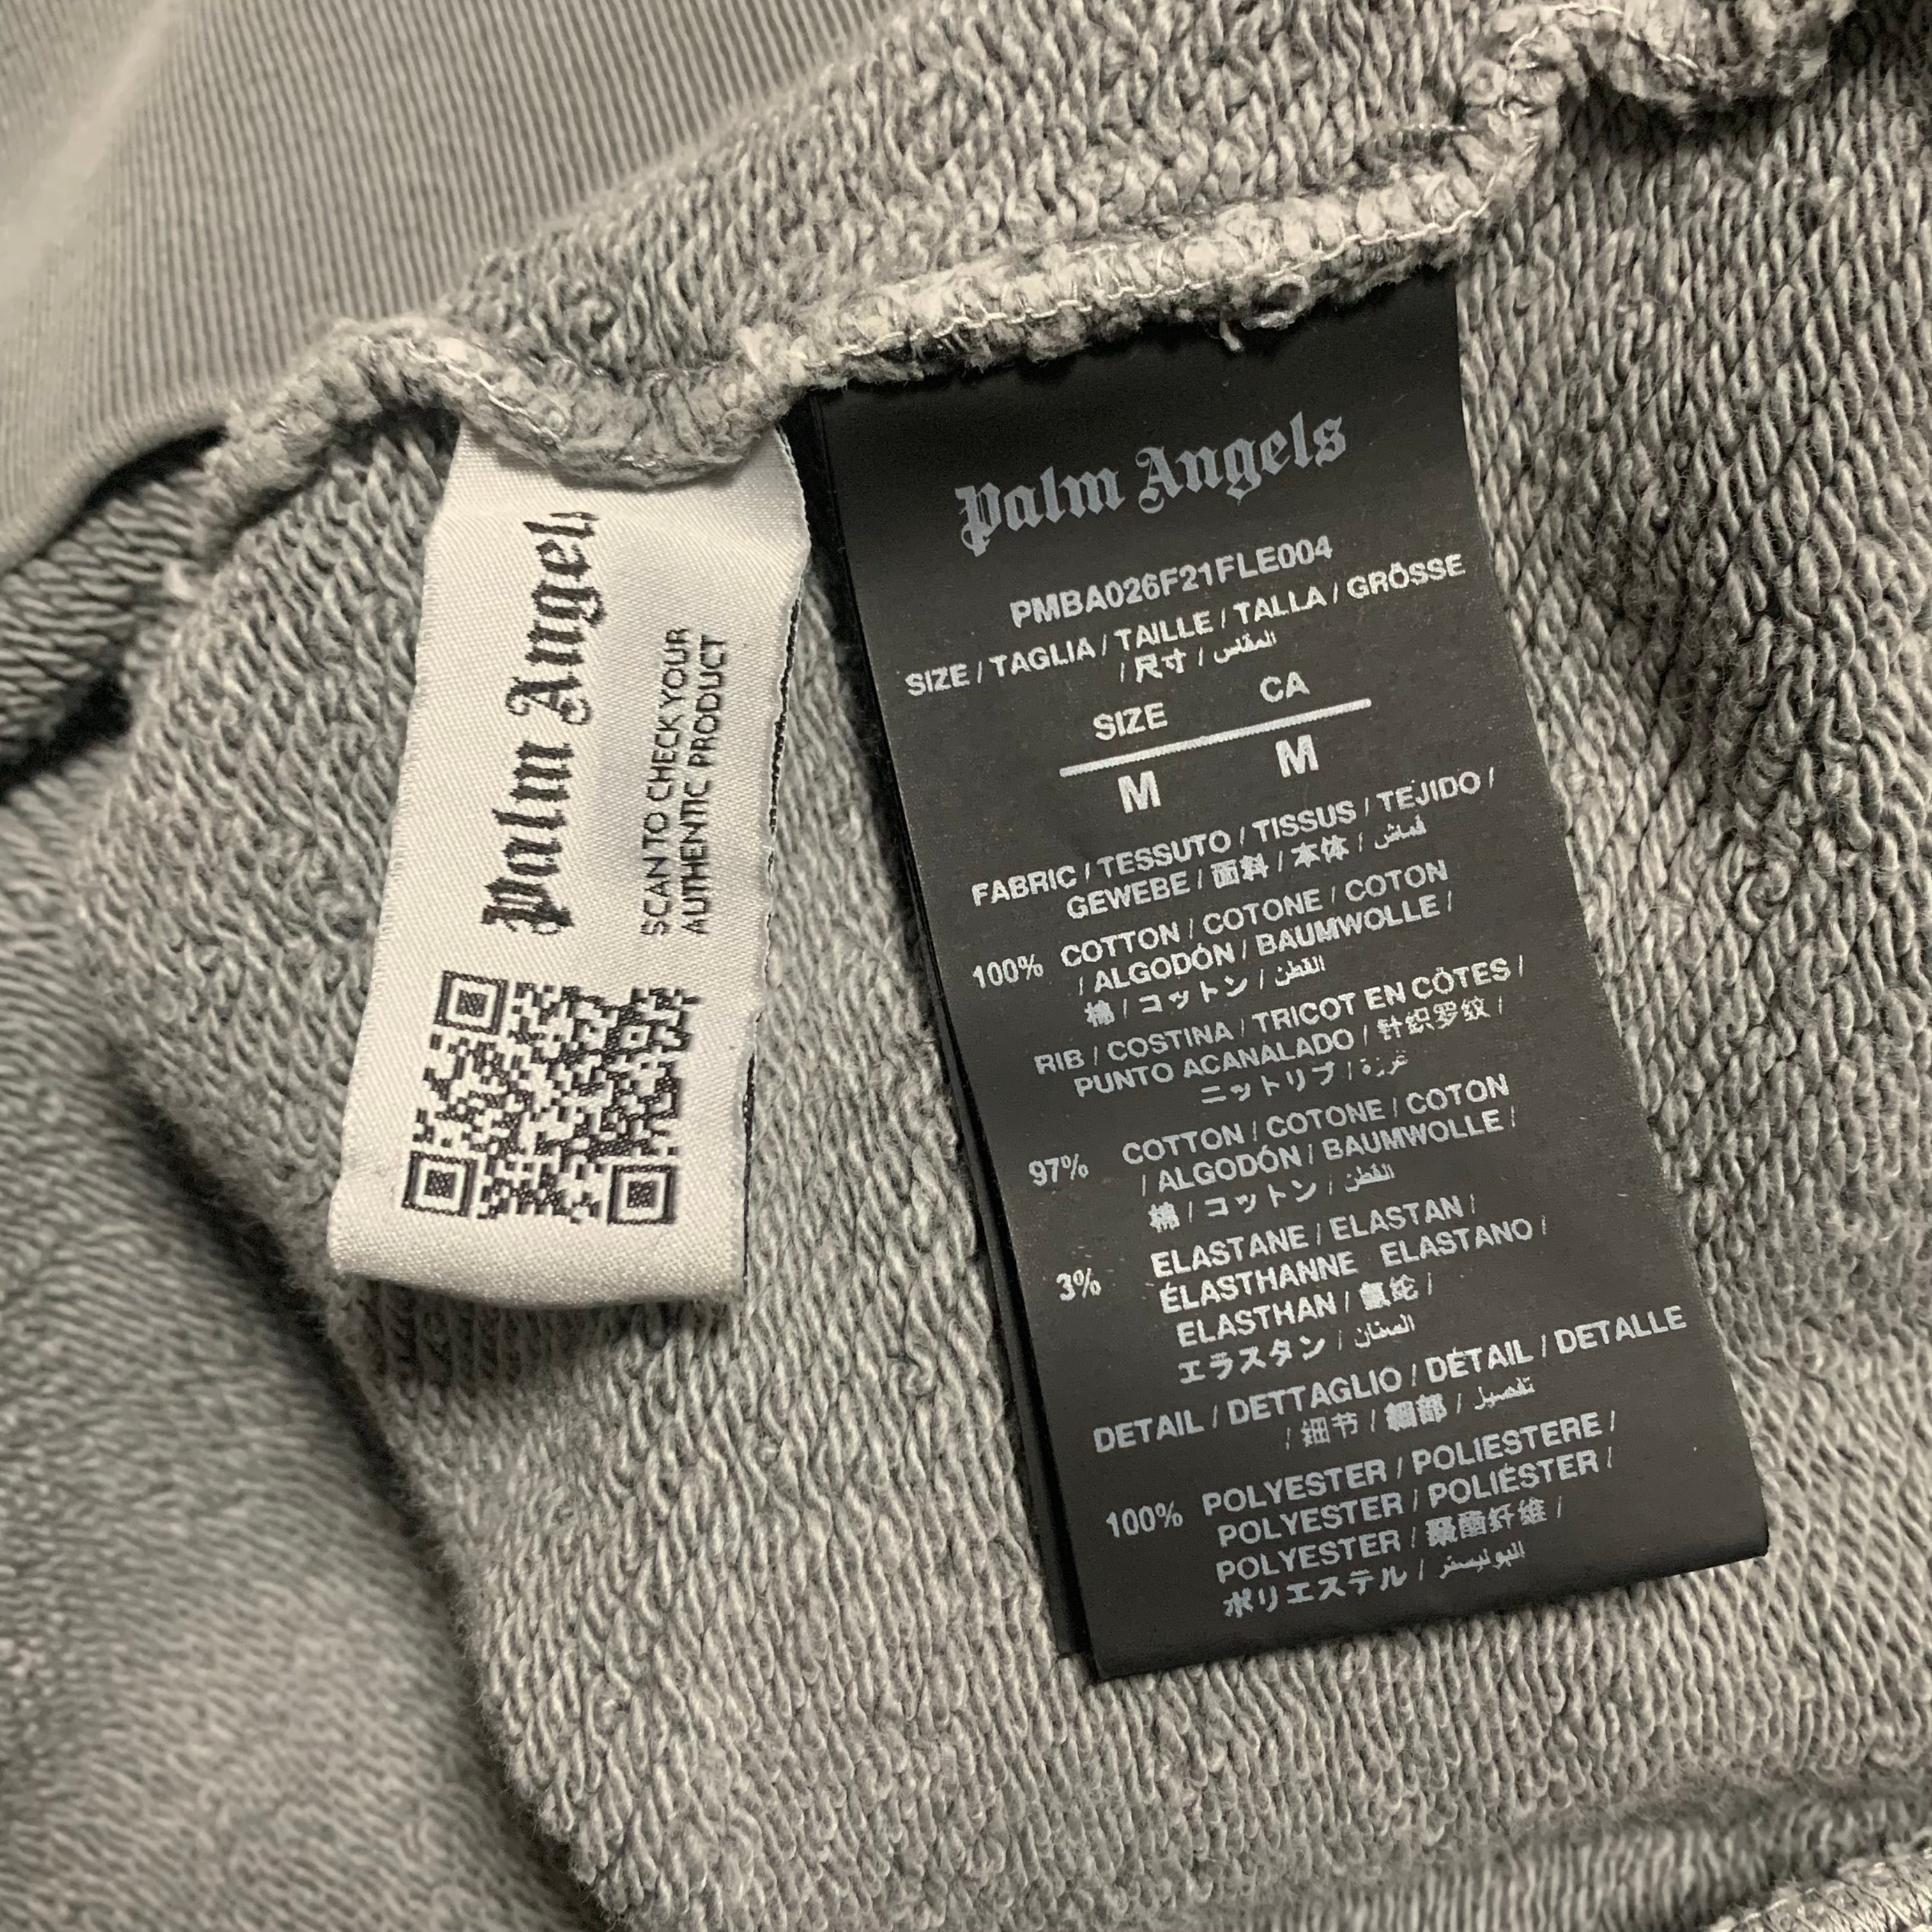 Palm Angel
SCAN TO CHECK YOUR
AUTHENTIC PRODUCT
Palm Angels
PMBA026F21FLE004
SIZE / TAGLIA / TAILLE / TALLA / GRÖSSE
/ 尺寸 / المقاس
SIZE CA
M M
FABRIC / TESSUTO / TISSUS / TEJIDO /
GEWEBE / 面料 / 本体 / قماش
100% COTTON / COTONE / COTON
/ ALGODÓN / BAUMWOLLE /
棉 / コットン / القطن
RIB / COSTINA / TRICOT EN CÔTES /
PUNTO ACANALADO / 针织罗纹 /
ニットリブ / غرزة
97% COTTON / COTONE / COTON
/ ALGODÓN / BAUMWOLLE /
棉 / コットン / القطن
3% ELASTANE / ELASTAN /
ÉLASTHANNE ELASTANO /
ELASTHAN / 氨纶 /
エラスタン /
DETAIL / DETTAGLIO / DÉTAIL / DETALLE
/ 细节 / 細部 / تفصيل
100% POLYESTER / POLIESTERE /
POLYESTER / POLIÉSTER /
POLYESTER / 聚酯纤维 /
ポリエステル / البوليستر